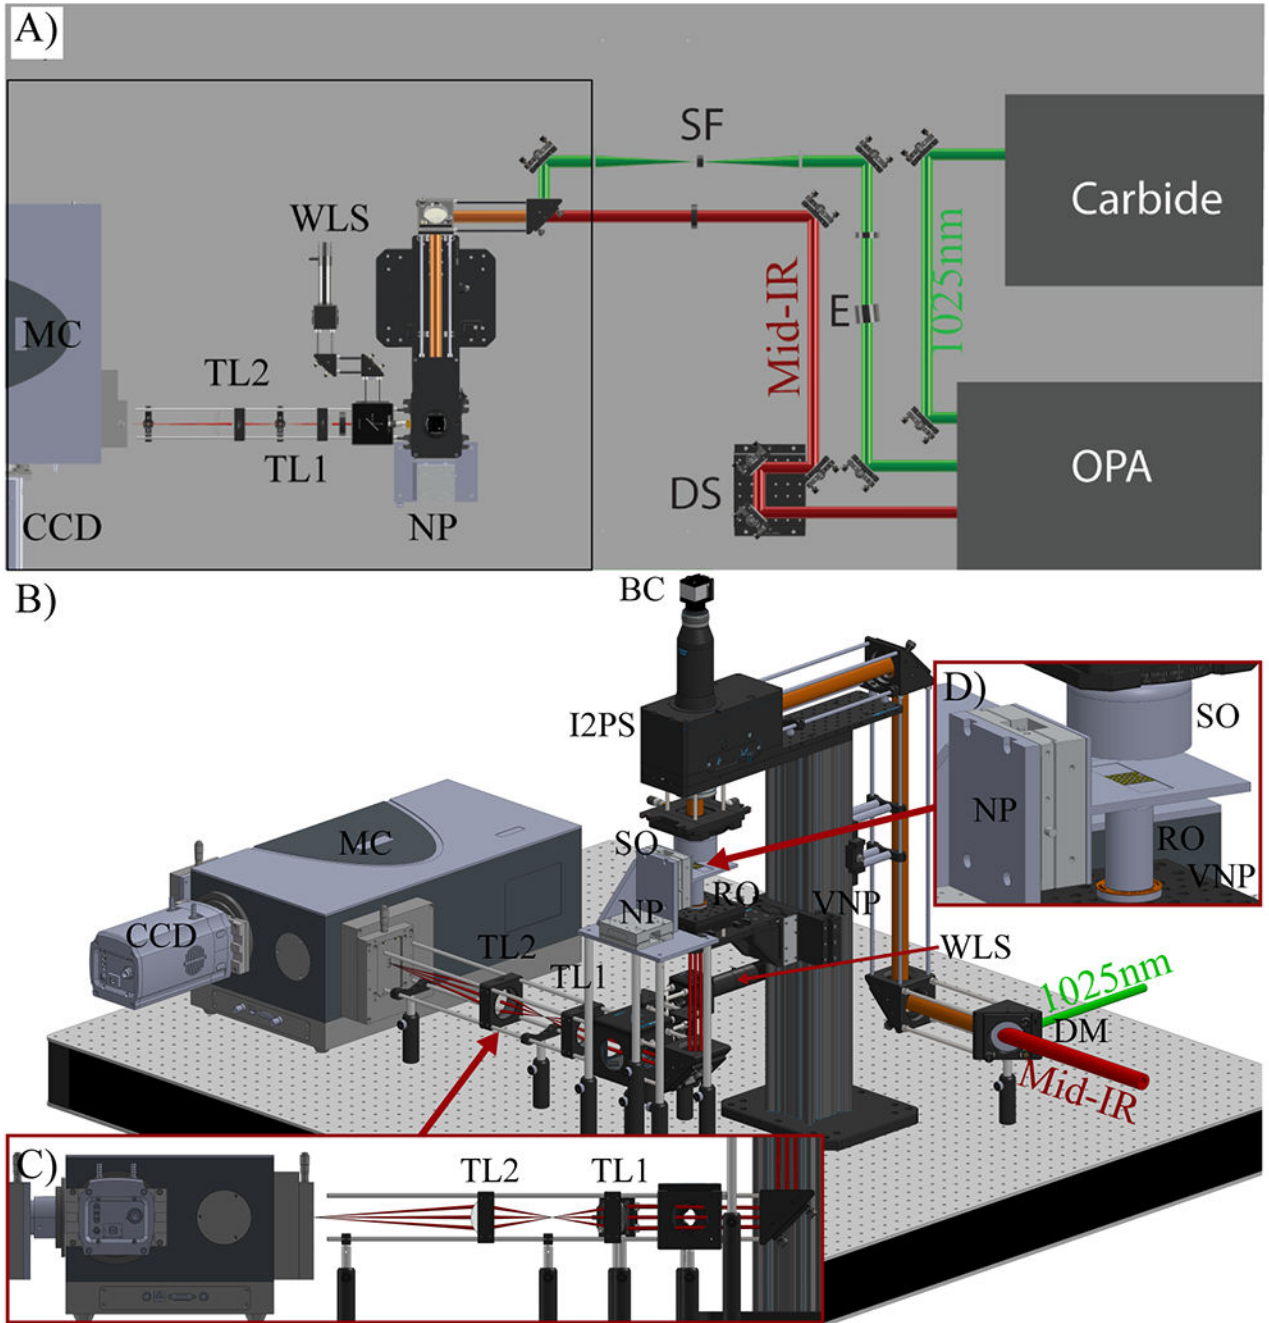 A)
SF
Carbide
WLS
1025nm
MC
E
Mid-IR
TL2
TL1
DS
OPA
CCD
NP
B)
BC
D)
I2PS
SO
NP
RO
VNP
MC
SO
RO
NP
VNP
CCD
TL2
TL1
WLS
1025nm
DM
Mid-IR
C)
TL2
TL1